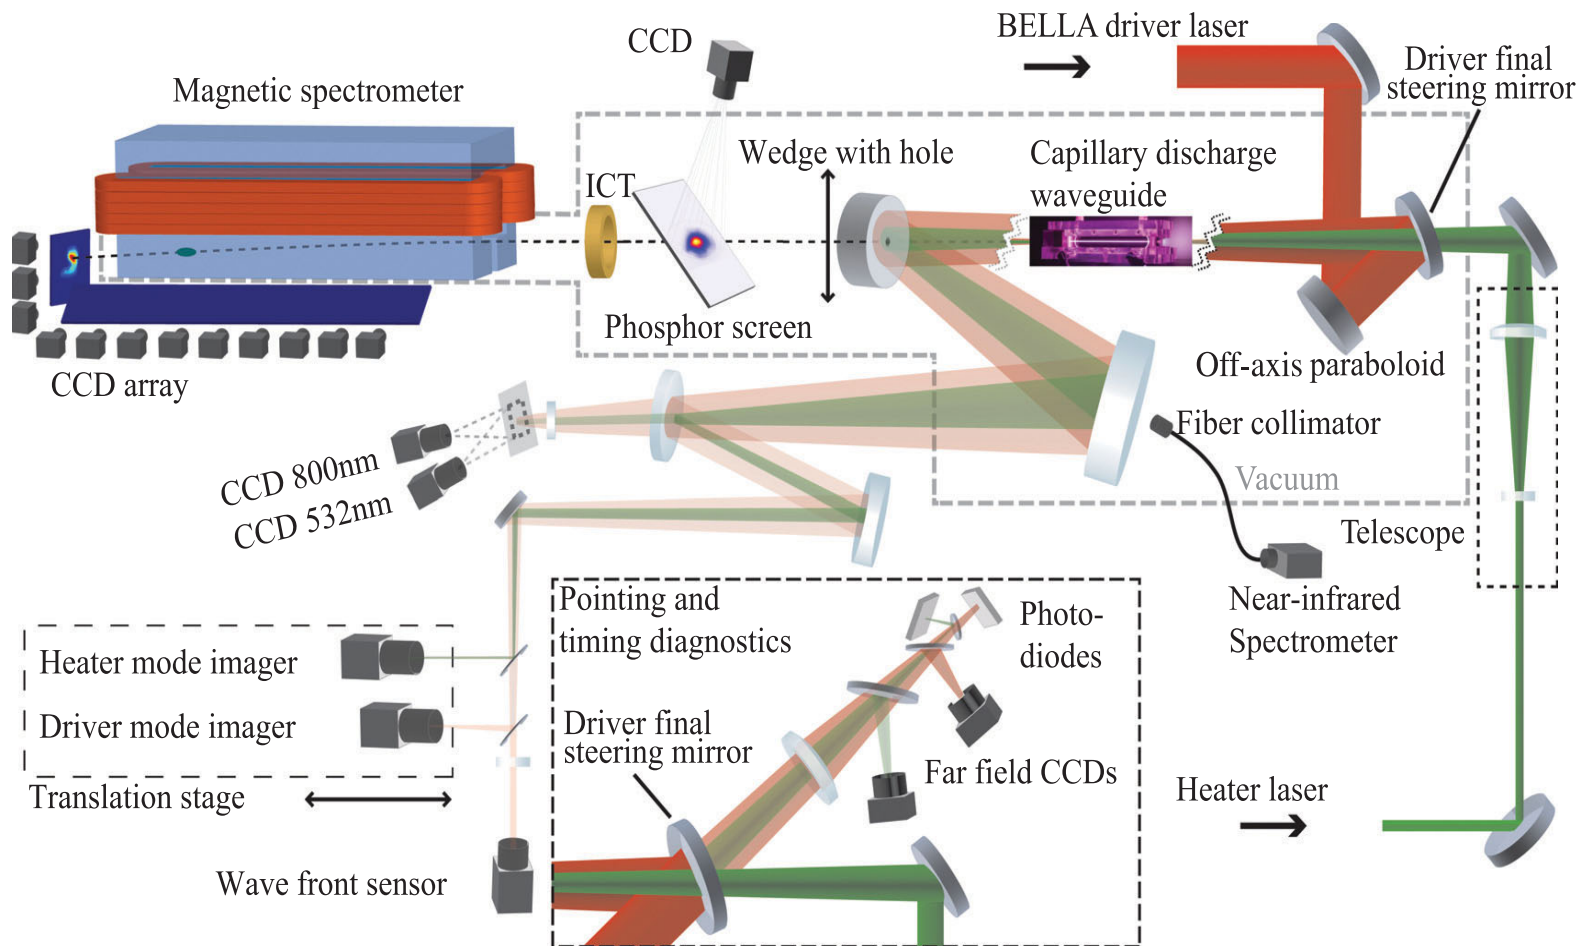 CCD
BELLA driver laser
Driver final
steering mirror
Magnetic spectrometer
Wedge with hole
Capillary discharge
waveguide
ICT
Phosphor screen
Off-axis paraboloid
CCD array
Fiber collimator
CCD 800nm
CCD 532nm
Vacuum
Telescope
Near-infrared
Spectrometer
Pointing and
timing diagnostics
Photo-
diodes
Heater mode imager
Driver mode imager
Translation stage
Driver final
steering mirror
Far field CCDs
Heater laser
Wave front sensor